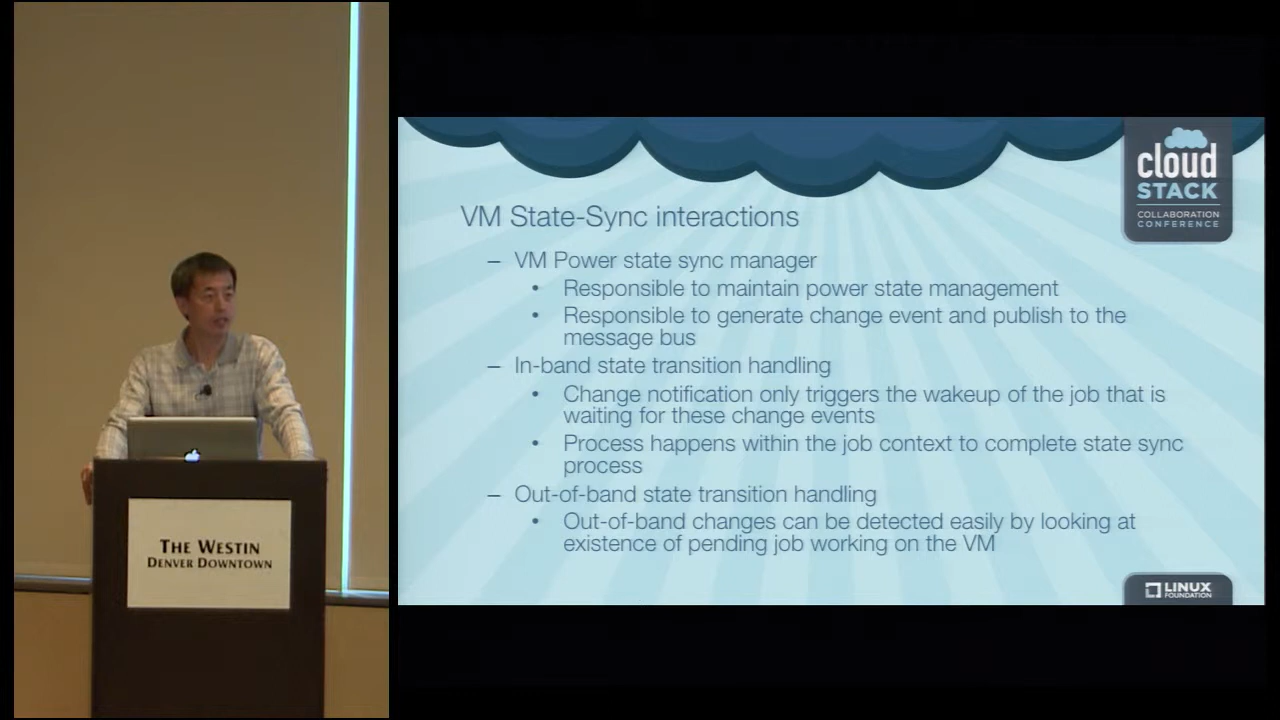 THE WESTIN
DENVER DOWNTOWN
cloud
STACK
COLLABORATION
CONFERENCE
VM State-Sync interactions
– VM Power state sync manager
• Responsible to maintain power state management
• Responsible to generate change event and publish to the
message bus
– In-band state transition handling
• Change notification only triggers the wakeup of the job that is
waiting for these change events
• Process happens within the job context to complete state sync
process
– Out-of-band state transition handling
• Out-of-band changes can be detected easily by looking at
existence of pending job working on the VM
LINUX
FOUNDATION